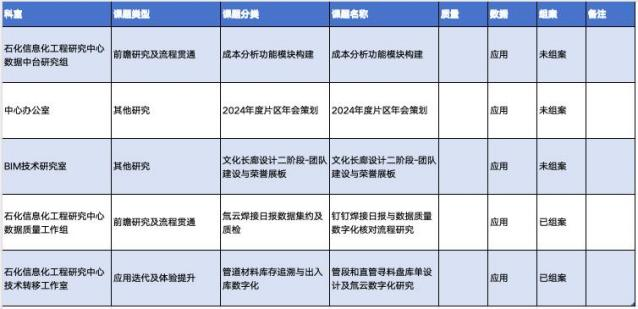 科室 课题类型 课题分类 课题名称 质量 数据 组案 备注
石化信息化工程研究中心 前瞻研究及流程贯通 成本分析功能模块构建 成本分析功能模块构建 应用 未组案
数据中台研究组
中心办公室 其他研究 2024年度片区年会策划 2024年度片区年会策划 应用 未组案
BIM技术研究室 其他研究 文化长廊设计二阶段-团队 文化长廊设计二阶段-团队 应用 未组案
建设与荣誉展板 建设与荣誉展板
石化信息化工程研究中心 前瞻研究及流程贯通 氚云焊接日报数据集约及 钉钉焊接日报与数据质量 应用 已组案
数据质量工作组 质检 数字化核对流程研究
石化信息化工程研究中心 应用迭代及体验提升 管道材料库存追溯与出入 管段和直管寻料盘库单设 应用 已组案
技术转移工作室 库数字化 计及氚云数字化研究